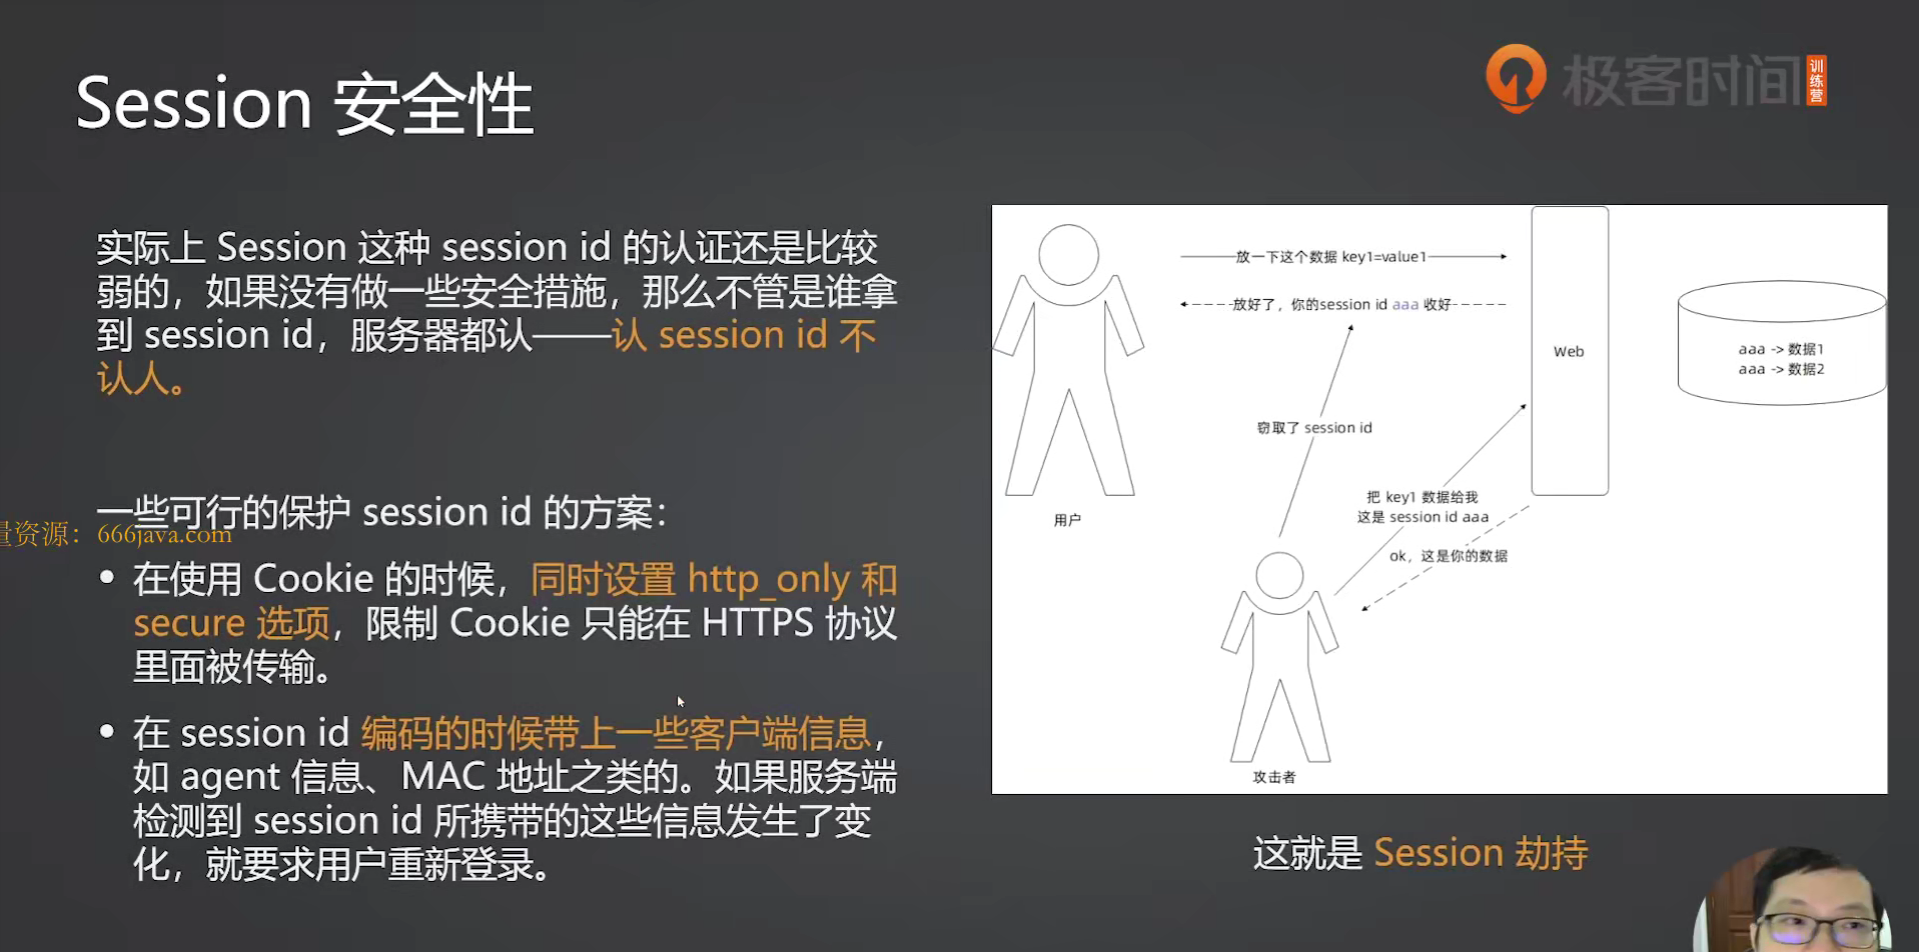 极客时间
训练营
Session 安全性
实际上 Session 这种 session id 的认证还是比较
弱的，如果没有做一些安全措施，那么不管是谁拿
到 session id，服务器都认——认 session id 不
认人。
一些可行的保护 session id 的方案：
量资源：666java.com
• 在使用 Cookie 的时候，同时设置 http_only 和
secure 选项，限制 Cookie 只能在 HTTPS 协议
里面被传输。
• 在 session id 编码的时候带上一些客户端信息，
如 agent 信息、MAC 地址之类的。如果服务端
检测到 session id 所携带的这些信息发生了变
化，就要求用户重新登录。
放一下这个数据 key1=value1
放好了，你的session id aaa 收好
Web
aaa -> 数据1
aaa -> 数据2
窃取了 session id
把 key1 数据给我
这是 session id aaa
用户
ok，这是你的数据
攻击者
这就是 Session 劫持